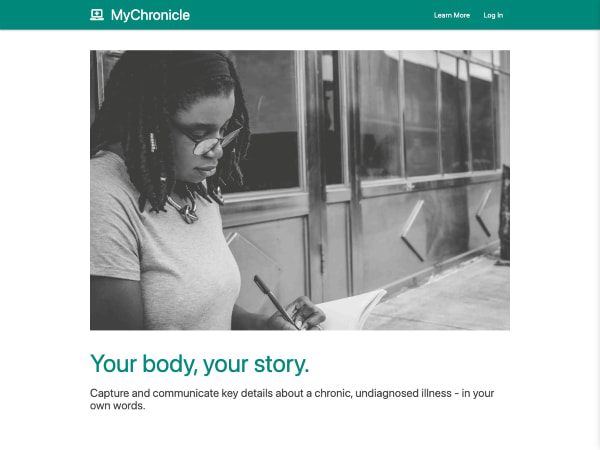 MyChronicle
Learn More
Log In
Your body, your story.
Capture and communicate key details about a chronic, undiagnosed illness - in your
own words.